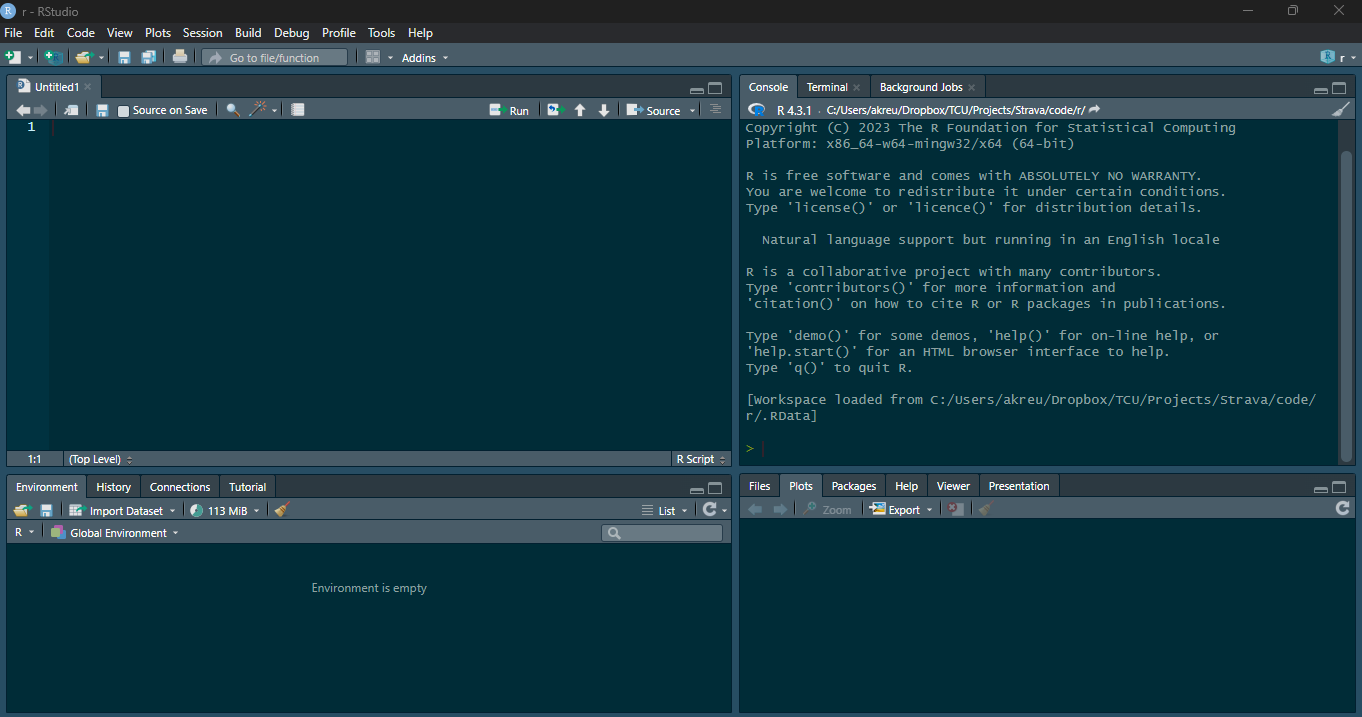 r - RStudio
File Edit Code View Plots Session Build Debug Profile Tools Help
Go to file/function Addins r
Untitled1
Source on Save Run Source
1
1:1 (Top Level) R Script
Console Terminal Background Jobs
R 4.3.1 · C:/Users/akreu/Dropbox/TCU/Projects/Strava/code/r/
Copyright (C) 2023 The R Foundation for Statistical Computing
Platform: x86_64-w64-mingw32/x64 (64-bit)
R is free software and comes with ABSOLUTELY NO WARRANTY.
You are welcome to redistribute it under certain conditions.
Type 'license()' or 'licence()' for distribution details.
Natural language support but running in an English locale
R is a collaborative project with many contributors.
Type 'contributors()' for more information and
'citation()' on how to cite R or R packages in publications.
Type 'demo()' for some demos, 'help()' for on-line help, or
'help.start()' for an HTML browser interface to help.
Type 'q()' to quit R.
[Workspace loaded from C:/Users/akreu/Dropbox/TCU/Projects/Strava/code/
r/.RData]
>
Environment History Connections Tutorial
Import Dataset 113 MiB List
R Global Environment
Environment is empty
Files Plots Packages Help Viewer Presentation
Zoom Export